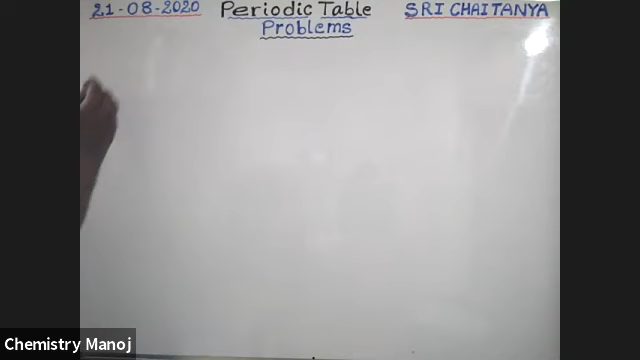 21-08-2020 Periodic Table SRI CHAITANYA
Problems
Chemistry Manoj